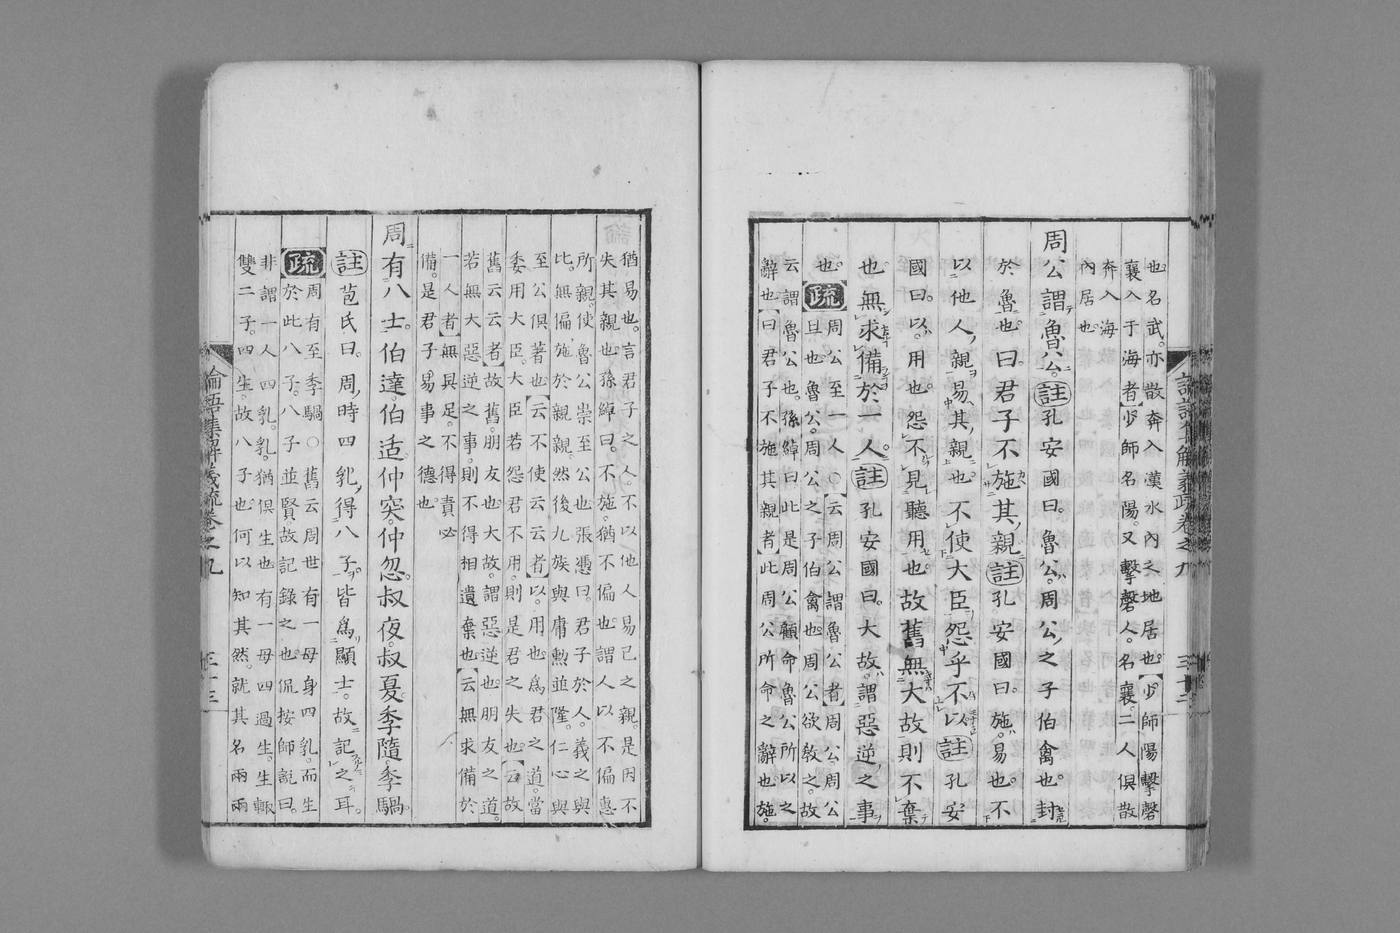 也名武亦散奔入漢水內之地居也少師陽擊磬
襄入于海者少師名陽又擊磬人名襄二人俱散
奔入海
內居也
周公謂魯公註孔安國曰魯公周公之子伯禽也封
於魯也曰君子不施其親註孔安國曰施易也不
以他人親易其親也不使大臣怨乎不以註孔安
國曰以用也怨不見聽用也故舊無大故則不棄
也無求備於一人註孔安國曰大故謂惡逆之事
也疏周公至一人○云周公謂魯公者周公周公
旦也魯公周公之子伯禽也周公欲教之故
云謂魯公也孫綽曰此是周公顧命魯公所以之
辭也曰君子不施其親者此周公所命之辭也施
猶易也言君子之人不以他人易己之親是因不
失其親也孫綽曰不施猶不偏也謂人以不偏惠
所親使魯公崇至公也張憑曰君子於人義之與
比無偏施於親親然後九族與庸勲並隆仁心與
至公俱著也云不使云云者以用也為君之道當
委用大臣大臣若怨君不用則是君之失也云故
舊云云者故舊朋友也大故謂惡逆也朋友之道
若無大惡逆之事則不得相遺棄也云無求備於
一人者無具足不得責必
備是君子易事之德也
周有八士伯達伯适仲突仲忽叔夜叔夏季隨季騧
註苞氏曰周時四乳得八子皆為顯士故記之耳
疏周有至季騧○舊云周世有一母身四乳而生
於此八子八子並賢故記錄之也侃按師說曰
非謂一人四乳乳猶俱生也有一母四過生生輙
雙二子四生故八子也何以知其然就其名兩兩
論語集解義疏卷之九 三十三